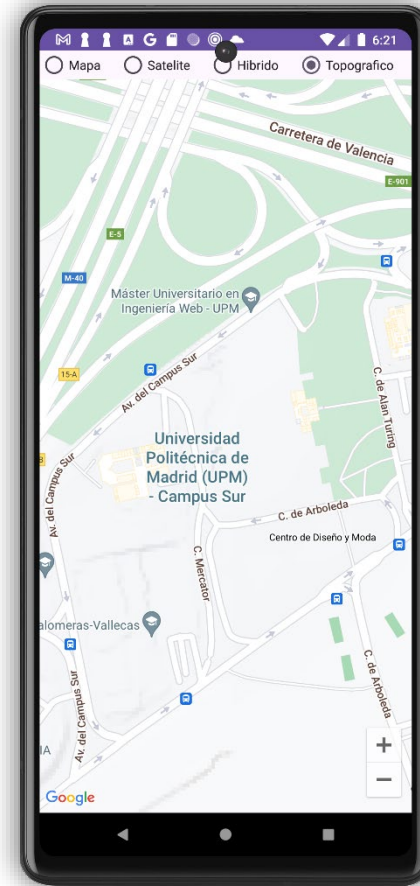 6:21
Mapa
Satelite
Hibrido
Topografico
Carretera de Valencia
E-901
E-5
M-40
Máster Universitario en
Ingeniería Web - UPM
15-A
Av. del Campus Sur
C. de Alan Turing
Universidad
Politécnica de
Madrid (UPM)
- Campus Sur
Av. del Campus Sur
C. de Arboleda
Centro de Diseño y Moda
C. Mercator
alomeras-Vallecas
C. de Arboleda
Av. del Campus Sur
IA
+
−
Google